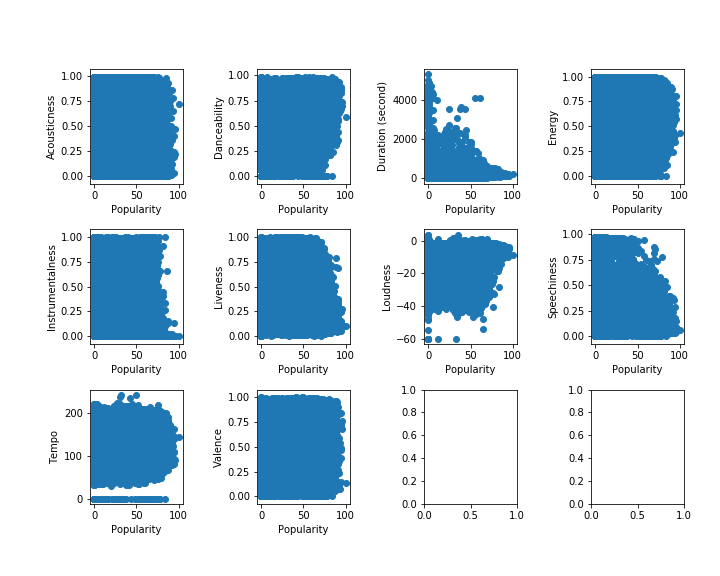 1.00
0.75
0.50
0.25
0.00
Acousticness
0 50 100
Popularity
1.00
0.75
0.50
0.25
0.00
Danceability
0 50 100
Popularity
4000
2000
0
Duration (second)
0 50 100
Popularity
1.00
0.75
0.50
0.25
0.00
Energy
0 50 100
Popularity
1.00
0.75
0.50
0.25
0.00
Instrumentalness
0 50 100
Popularity
1.00
0.75
0.50
0.25
0.00
Liveness
0 50 100
Popularity
0
−20
−40
−60
Loudness
0 50 100
Popularity
1.00
0.75
0.50
0.25
0.00
Speechiness
0 50 100
Popularity
200
100
0
Tempo
0 50 100
Popularity
1.00
0.75
0.50
0.25
0.00
Valence
0 50 100
Popularity
1.0
0.8
0.6
0.4
0.2
0.0
0.0 0.5 1.0
1.0
0.8
0.6
0.4
0.2
0.0
0.0 0.5 1.0